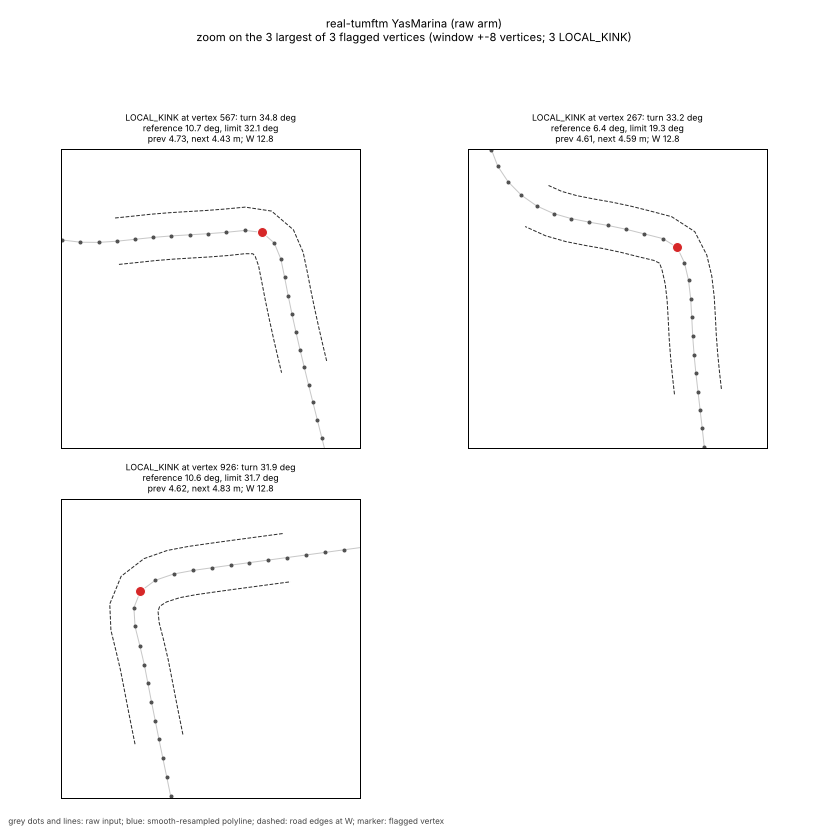 real-tumftm YasMarina (raw arm)
zoom on the 3 largest of 3 flagged vertices (window +-8 vertices; 3 LOCAL_KINK)
LOCAL_KINK at vertex 567: turn 34.8 deg
reference 10.7 deg, limit 32.1 deg
prev 4.73, next 4.43 m; W 12.8
LOCAL_KINK at vertex 267: turn 33.2 deg
reference 6.4 deg, limit 19.3 deg
prev 4.61, next 4.59 m; W 12.8
LOCAL_KINK at vertex 926: turn 31.9 deg
reference 10.6 deg, limit 31.7 deg
prev 4.62, next 4.83 m; W 12.8
grey dots and lines: raw input; blue: smooth-resampled polyline; dashed: road edges at W; marker: flagged vertex